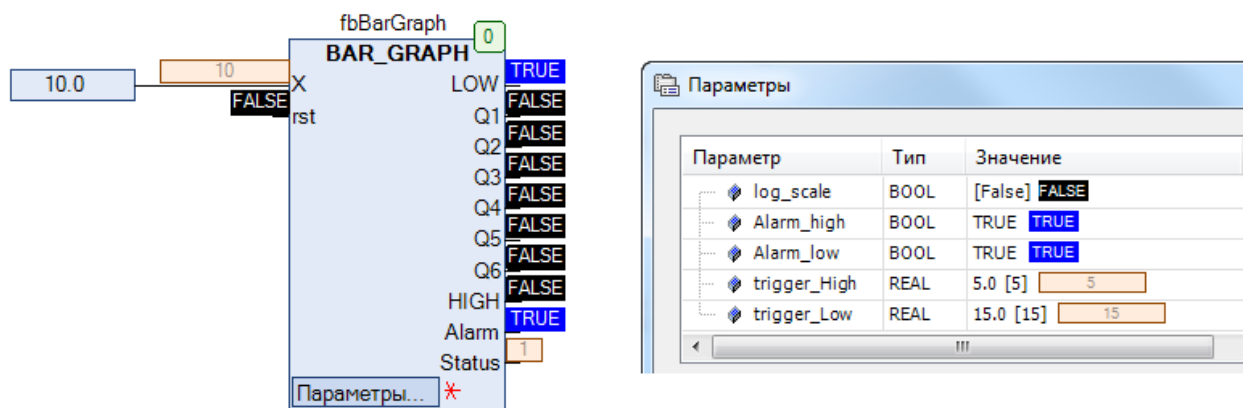 fbBarGraph
0
BAR_GRAPH
10.0
10
X
LOW
TRUE
FALSE
rst
Q1
FALSE
Q2
FALSE
Q3
FALSE
Q4
FALSE
Q5
FALSE
Q6
FALSE
HIGH
FALSE
Alarm
TRUE
Status
1
Параметры...
Параметры
Параметр Тип Значение
log_scale BOOL [False] FALSE
Alarm_high BOOL TRUE TRUE
Alarm_low BOOL TRUE TRUE
trigger_High REAL 5.0 [5] 5
trigger_Low REAL 15.0 [15] 15